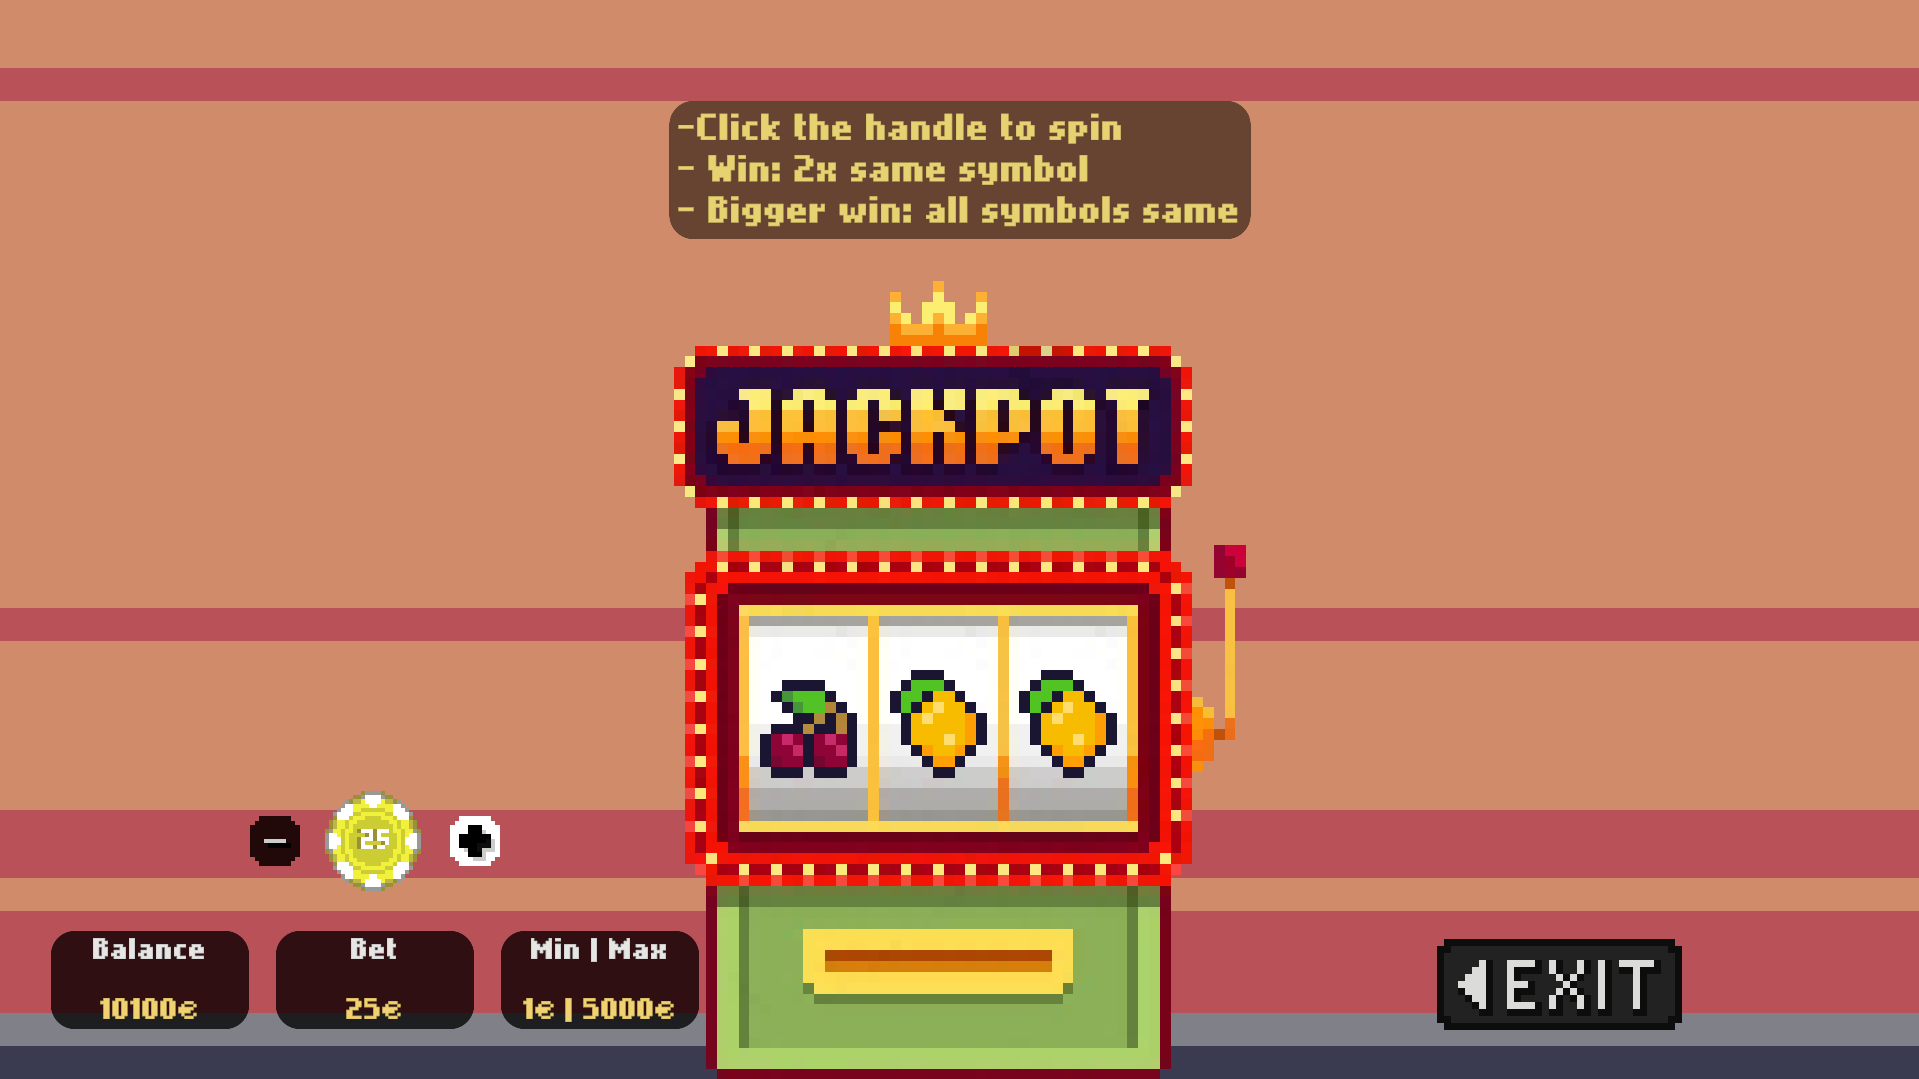 -Click the handle to spin
- Win: 2x same symbol
- Bigger win: all symbols same
JACKPOT
25
Balance
10100€
Bet
25€
Min | Max
1€ | 5000€
EXIT